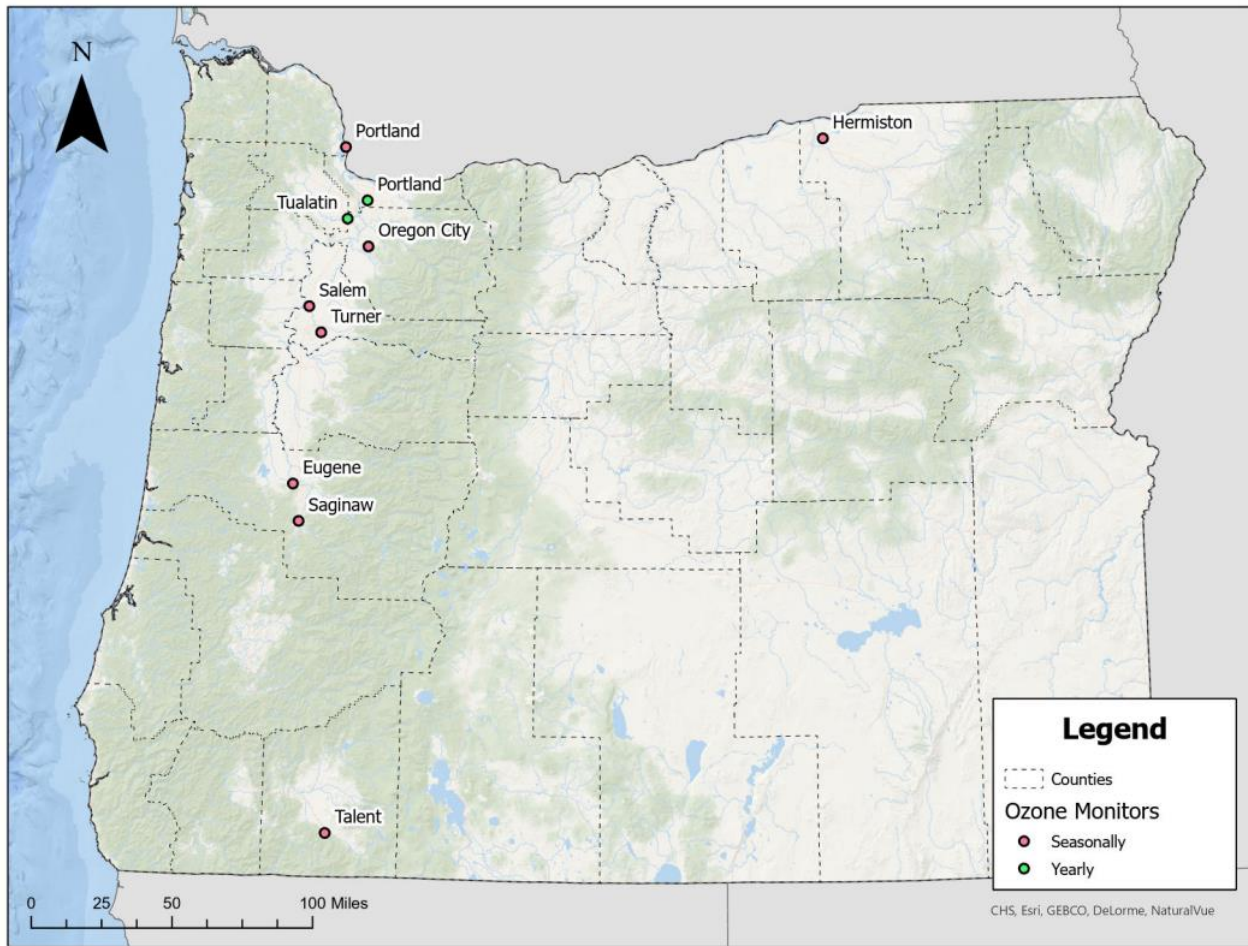 N
Portland
Hermiston
Portland
Tualatin
Oregon City
Salem
Turner
Eugene
Saginaw
Talent
Legend
Counties
Ozone Monitors
Seasonally
Yearly
0 25 50 100 Miles
CHS, Esri, GEBCO, DeLorme, NaturalVue